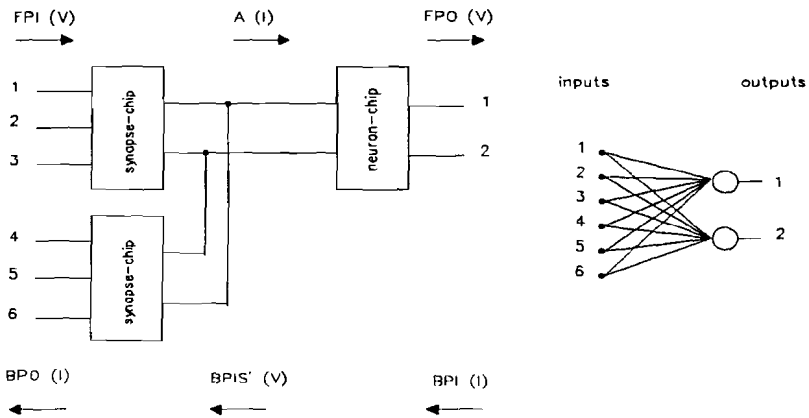 FPI (V)
A (I)
FPO (V)
1
2
3
synapse-chip
neuron-chip
1
2
4
5
6
synapse-chip
inputs
outputs
1
2
3
4
5
6
1
2
BPO (I)
BPIS' (V)
BPI (I)